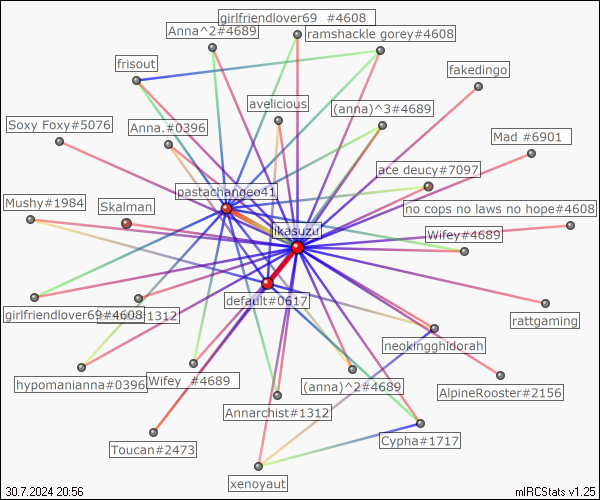 girlfriendlover69 #4608
Anna^2#4689
ramshackle gorey#4608
frisout
fakedingo
avelicious
(anna)^3#4689
Soxy Foxy#5076
Anna.#0396
Mad #6901
ace deucy#7097
pastachangeo41
Mushy#1984
Skalman
no cops no laws no hope#4608
likasuzu
Wifey#4689
default#0617
girlfriendlover69#4608
1312
rattgaming
neokingghidorah
hypomanianna#0396
Wifey #4689
(anna)^2#4689
AlpineRooster#2156
Annarchist#1312
Cypha#1717
Toucan#2473
xenoyaut
30.7.2024 20:56
mIRCStats v1.25